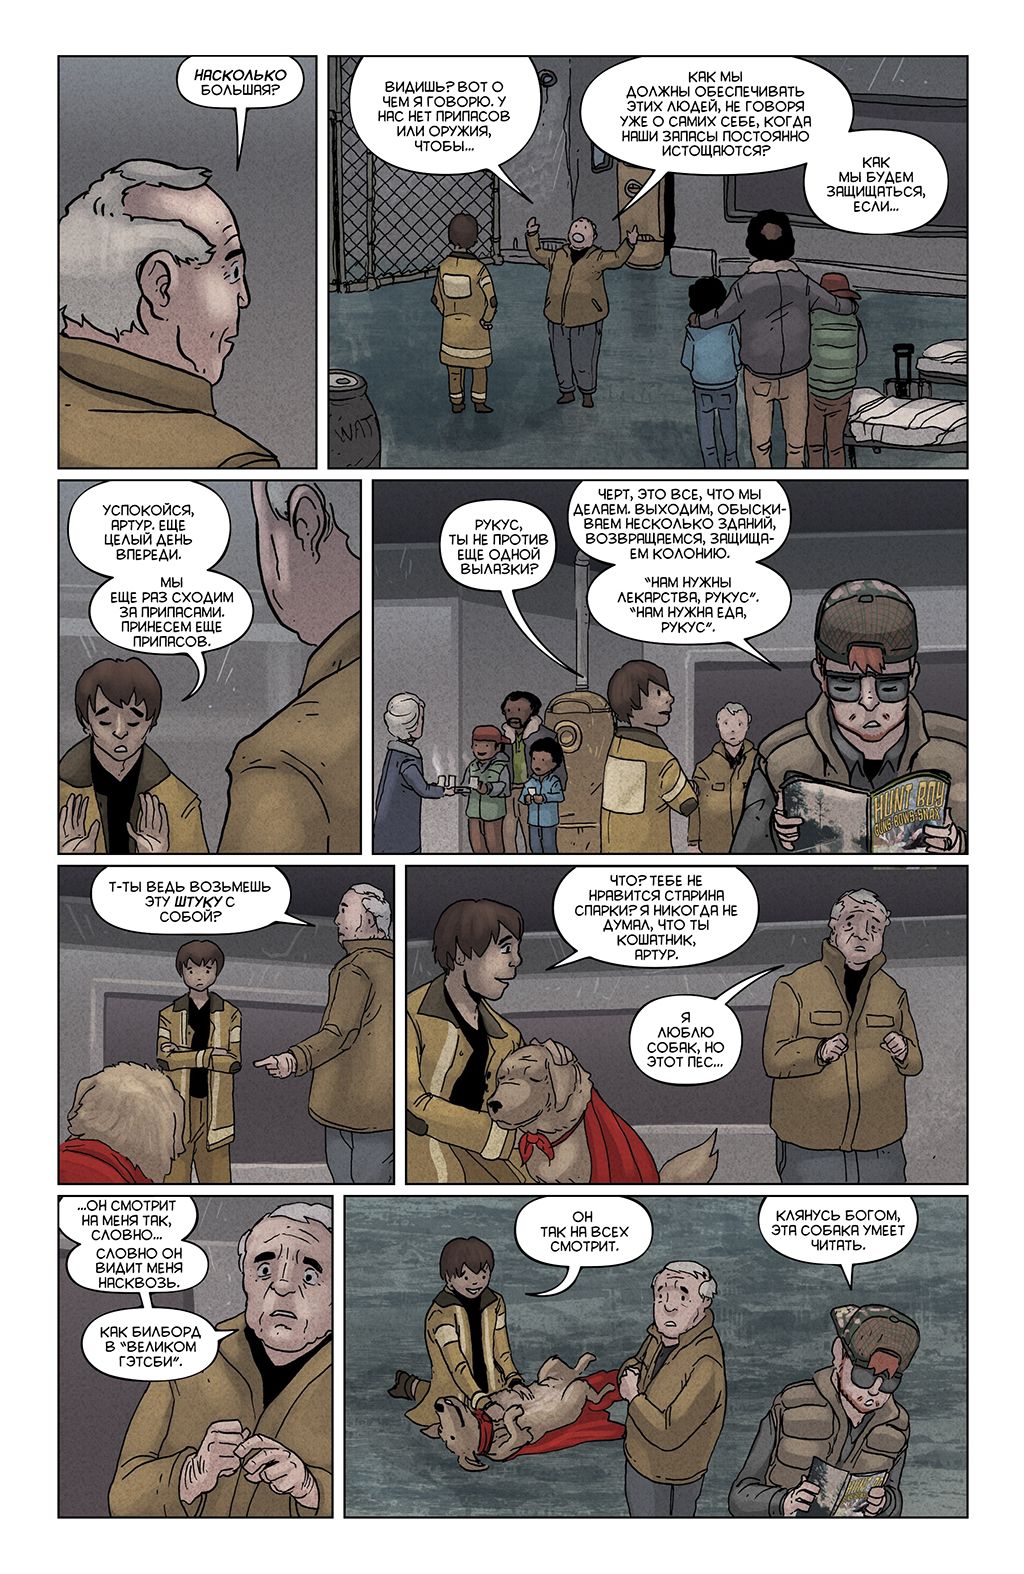 НАСКОЛЬКО
БОЛЬШАЯ?
ВИДИШЬ? ВОТ О
ЧЕМ Я ГОВОРЮ. У
НАС НЕТ ПРИПАСОВ
ИЛИ ОРУЖИЯ,
ЧТОБЫ...
КАК МЫ
ДОЛЖНЫ ОБЕСПЕЧИВАТЬ
ЭТИХ ЛЮДЕЙ, НЕ ГОВОРЯ
УЖЕ О САМИХ СЕБЕ, КОГДА
НАШИ ЗАПАСЫ ПОСТОЯННО
ИСТОЩАЮТСЯ?
КАК
МЫ БУДЕМ
ЗАЩИЩАТЬСЯ,
ЕСЛИ...
WAT
УСПОКОЙСЯ,
АРТУР. ЕЩЕ
ЦЕЛЫЙ ДЕНЬ
ВПЕРЕДИ.
МЫ
ЕЩЕ РАЗ СХОДИМ
ЗА ПРИПАСАМИ.
ПРИНЕСЕМ ЕЩЕ
ПРИПАСОВ.
РУКУС,
ТЫ НЕ ПРОТИВ
ЕЩЕ ОДНОЙ
ВЫЛАЗКИ?
ЧЕРТ, ЭТО ВСЕ, ЧТО МЫ
ДЕЛАЕМ. ВЫХОДИМ, ОБЫСКИ-
ВАЕМ НЕСКОЛЬКО ЗДАНИЙ,
ВОЗВРАЩАЕМСЯ, ЗАЩИЩА-
ЕМ КОЛОНИЮ.
"НАМ НУЖНЫ
ЛЕКАРСТВА, РУКУС".
"НАМ НУЖНА ЕДА,
РУКУС".
HUNT BOY
GUNS·BOWS·SNAX
Т-ТЫ ВЕДЬ ВОЗЬМЕШЬ
ЭТУ ШТУКУ С
СОБОЙ?
ЧТО? ТЕБЕ НЕ
НРАВИТСЯ СТАРИНА
СПАРКИ? Я НИКОГДА НЕ
ДУМАЛ, ЧТО ТЫ
КОШАТНИК,
АРТУР.
Я
ЛЮБЛЮ
СОБАК, НО
ЭТОТ ПЕС...
...ОН СМОТРИТ
НА МЕНЯ ТАК,
СЛОВНО...
СЛОВНО ОН
ВИДИТ МЕНЯ
НАСКВОЗЬ.
КАК БИЛБОРД
В "ВЕЛИКОМ
ГЭТСБИ".
ОН
ТАК НА ВСЕХ
СМОТРИТ.
КЛЯНУСЬ БОГОМ,
ЭТА СОБАКА УМЕЕТ
ЧИТАТЬ.